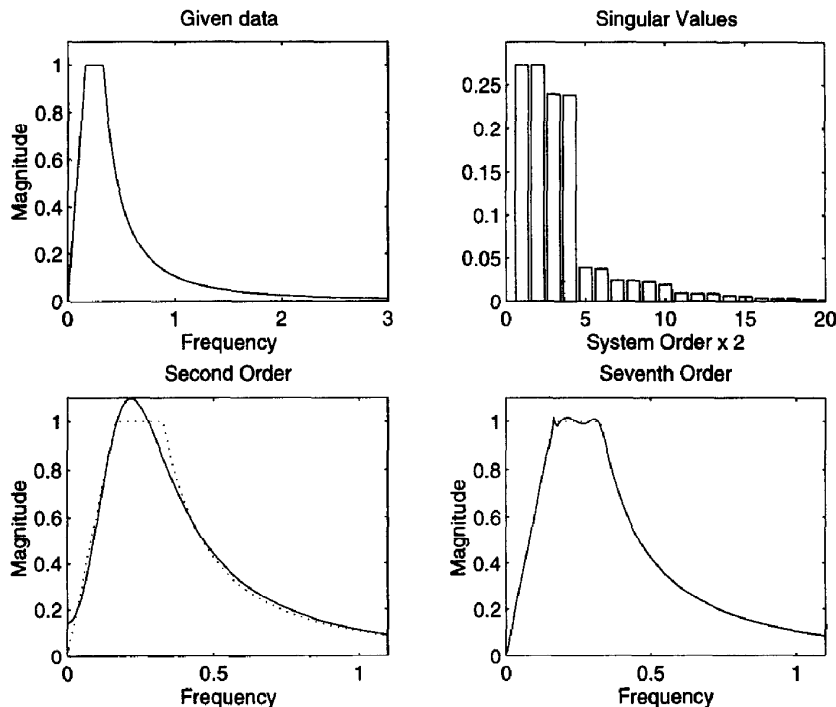 Given data
Magnitude
1
0.8
0.6
0.4
0.2
0
0 1 2 3
Frequency
Singular Values
Magnitude
0.25
0.2
0.15
0.1
0.05
0
0 5 10 15 20
System Order x 2
Second Order
Magnitude
1
0.8
0.6
0.4
0.2
0
0 0.5 1
Frequency
Seventh Order
Magnitude
1
0.8
0.6
0.4
0.2
0
0 0.5 1
Frequency